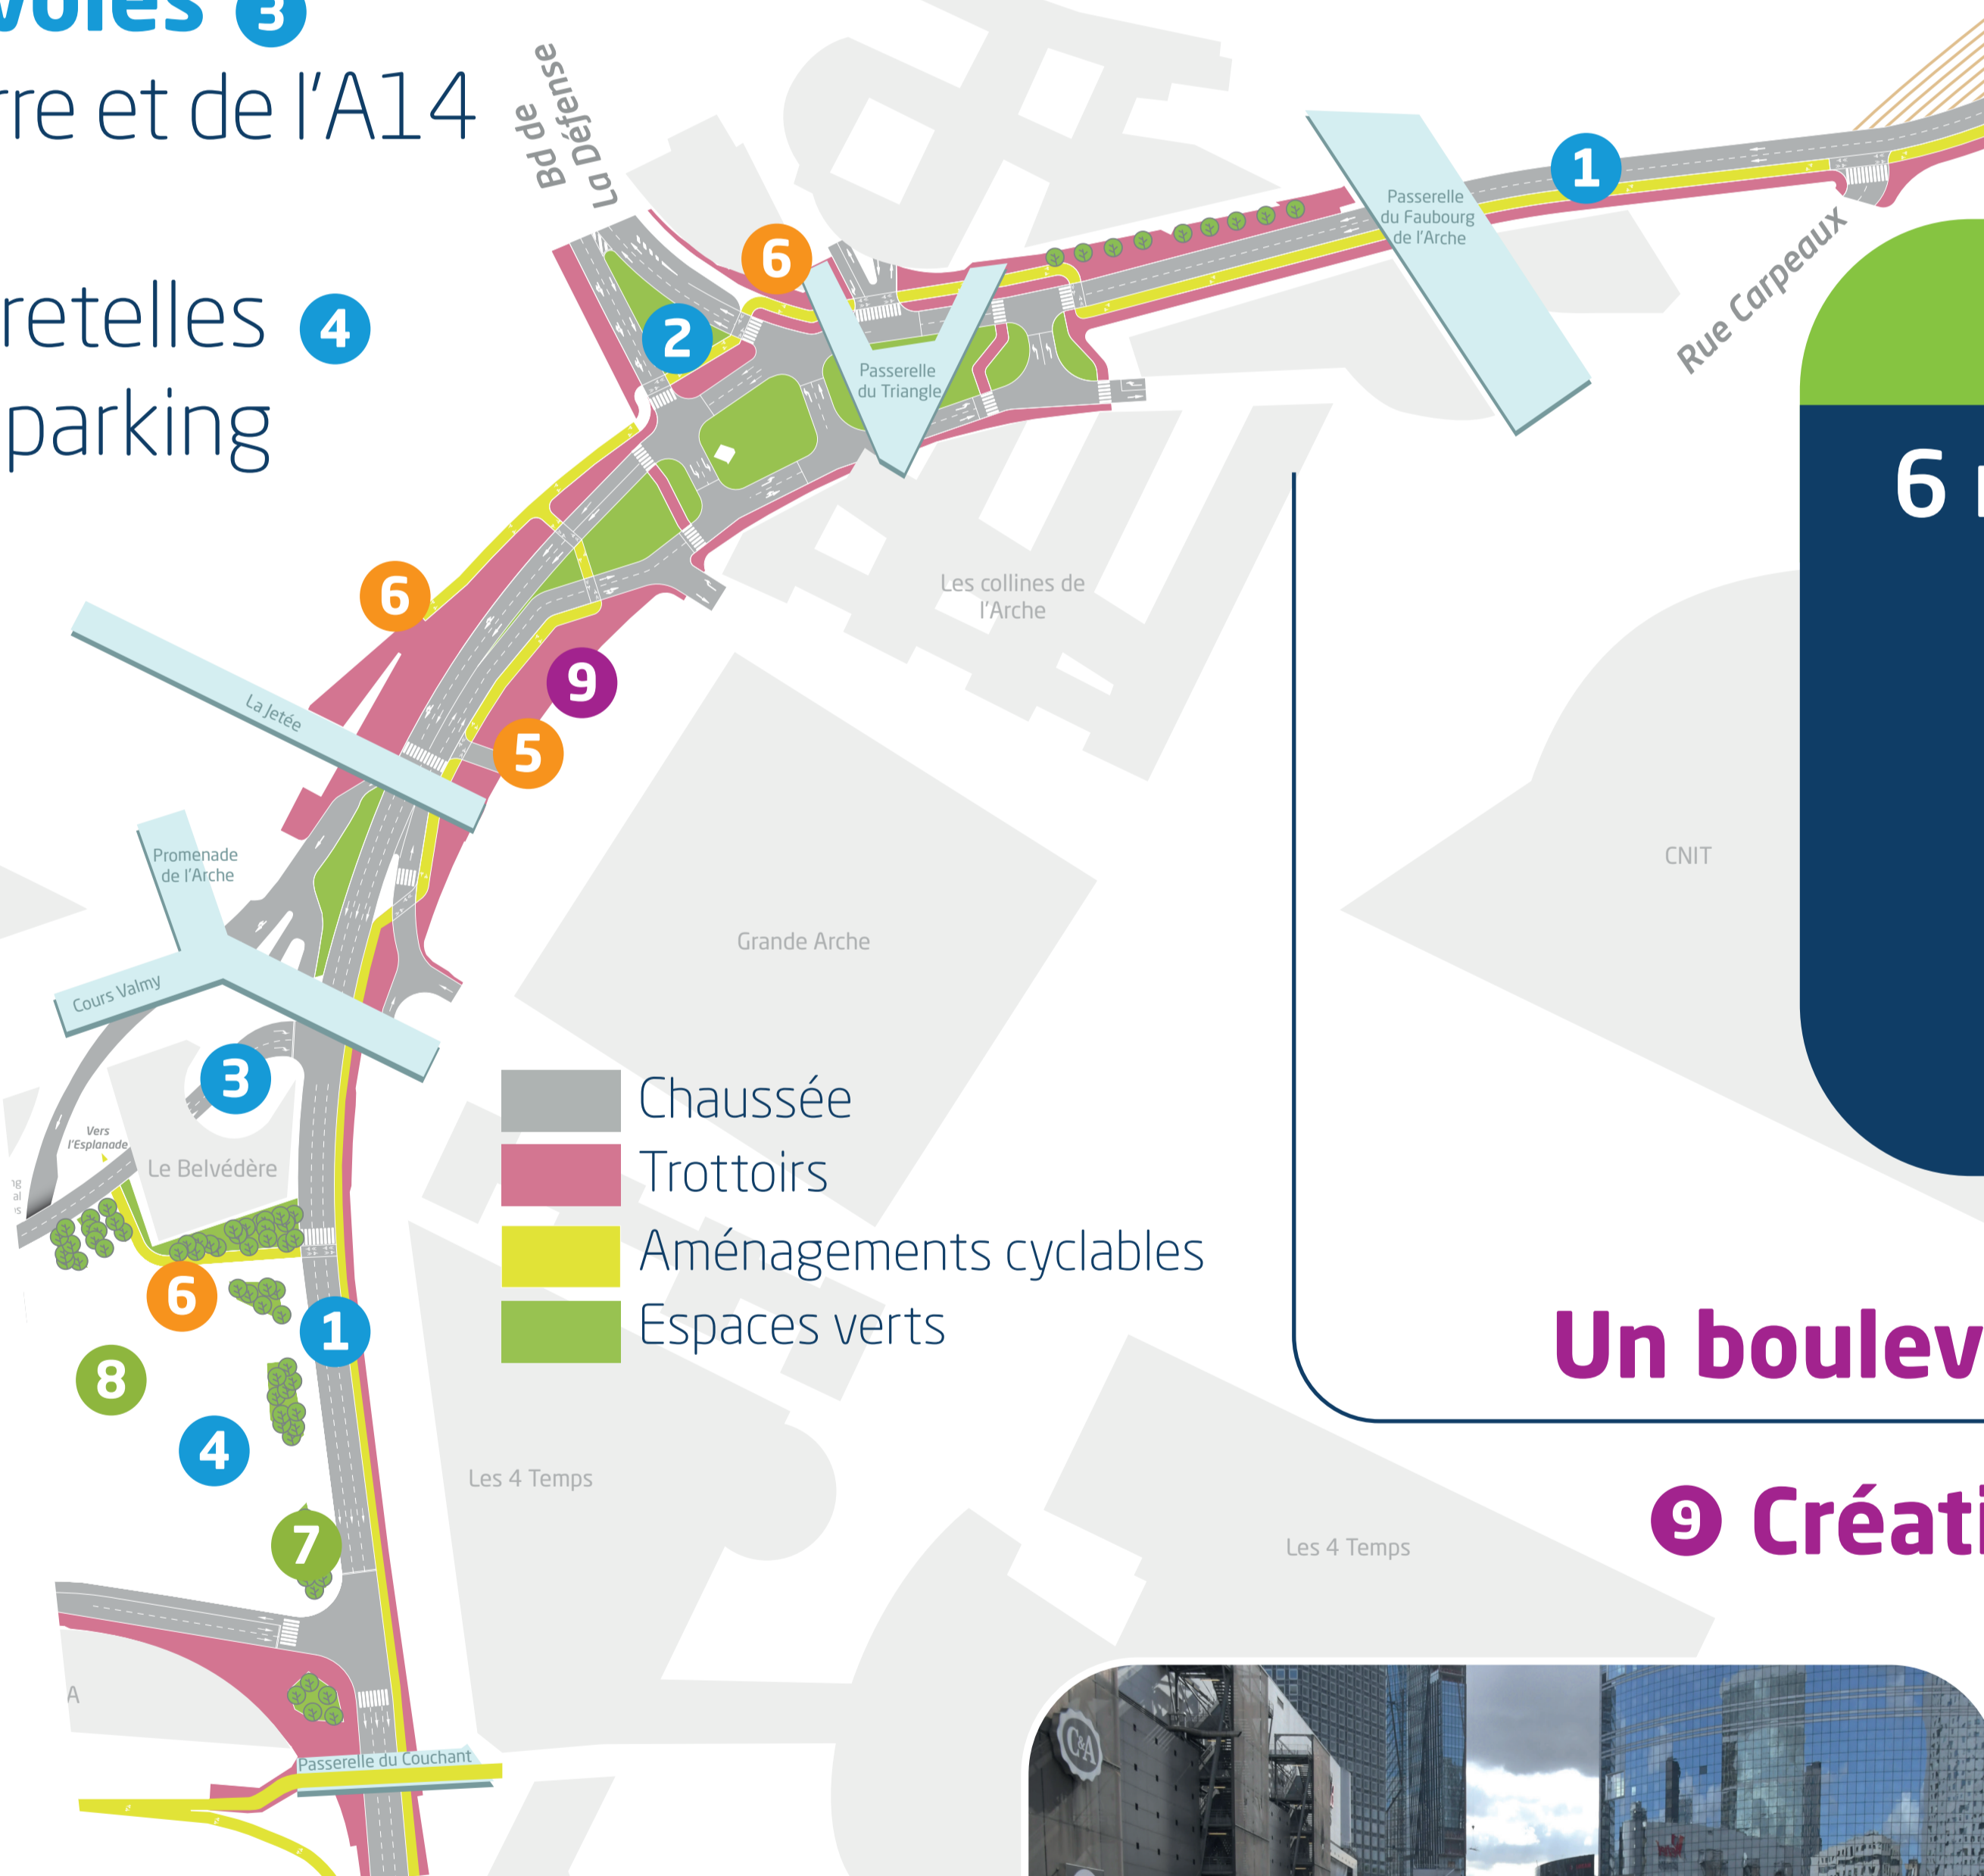 voies 3
rre et de l'A14
retelles 4
parking
Bd de
La Défense
6
2
Passerelle
du Triangle
Passerelle
du Faubourg
de l'Arche
1
Rue Carpeaux
6
6
La Jetée
9
5
Les collines de
l'Arche
CNIT
Promenade
de l'Arche
Cours Valmy
Grande Arche
3
Vers
l'Esplanade
Le Belvédère
Chaussée
Trottoirs
Aménagements cyclables
Espaces verts
6
1
8
4
7
Les 4 Temps
Les 4 Temps
Un boulev
9 Créati
A
Passerelle du Couchant
C&A